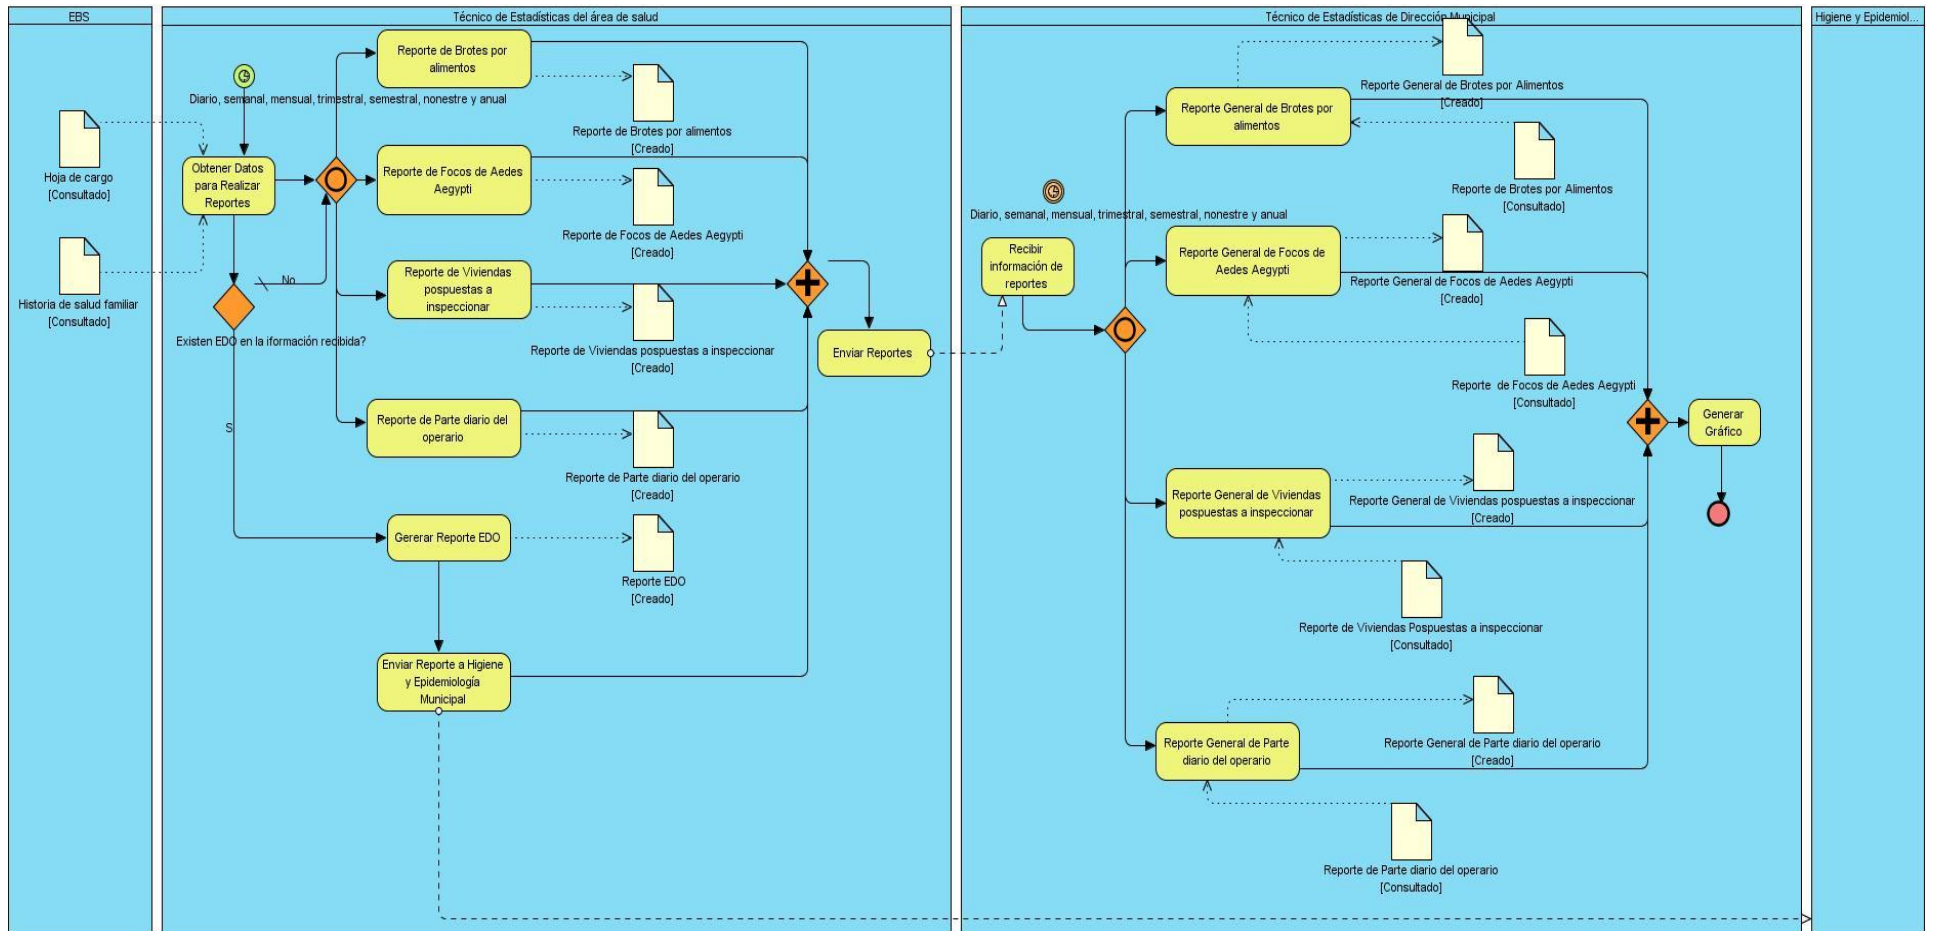 EBS
Técnico de Estadísticas del área de salud
Técnico de Estadísticas de Dirección Municipal
Higiene y Epidemiol...
Hoja de cargo
[Consultado]
Historia de salud familiar
[Consultado]
Diario, semanal, mensual, trimestral, semestral, nonestre y anual
Obtener Datos
para Realizar
Reportes
No
Existen EDO en la iformación recibida?
S
Reporte de Brotes por
alimentos
Reporte de Brotes por alimentos
[Creado]
Reporte de Focos de Aedes
Aegypti
Reporte de Focos de Aedes Aegypti
[Creado]
Reporte de Viviendas
pospuestas a
inspeccionar
Reporte de Viviendas pospuestas a inspeccionar
[Creado]
Reporte de Parte diario del
operario
Reporte de Parte diario del operario
[Creado]
Gererar Reporte EDO
Reporte EDO
[Creado]
Enviar Reporte a Higiene
y Epidemiología
Municipal
Enviar Reportes
Diario, semanal, mensual, trimestral, semestral, nonestre y anual
Recibir
información de
reportes
Reporte General de Brotes por
alimentos
Reporte General de Brotes por Alimentos
[Creado]
Reporte de Brotes por Alimentos
[Consultado]
Reporte General de Focos de
Aedes Aegypti
Reporte General de Focos de Aedes Aegypti
[Creado]
Reporte de Focos de Aedes Aegypti
[Consultado]
Reporte General de Viviendas
pospuestas a inspeccionar
Reporte General de Viviendas pospuestas a inspeccionar
[Creado]
Reporte de Viviendas Pospuestas a inspeccionar
[Consultado]
Reporte General de Parte
diario del operario
Reporte General de Parte diario del operario
[Creado]
Reporte de Parte diario del operario
[Consultado]
Generar
Gráfico